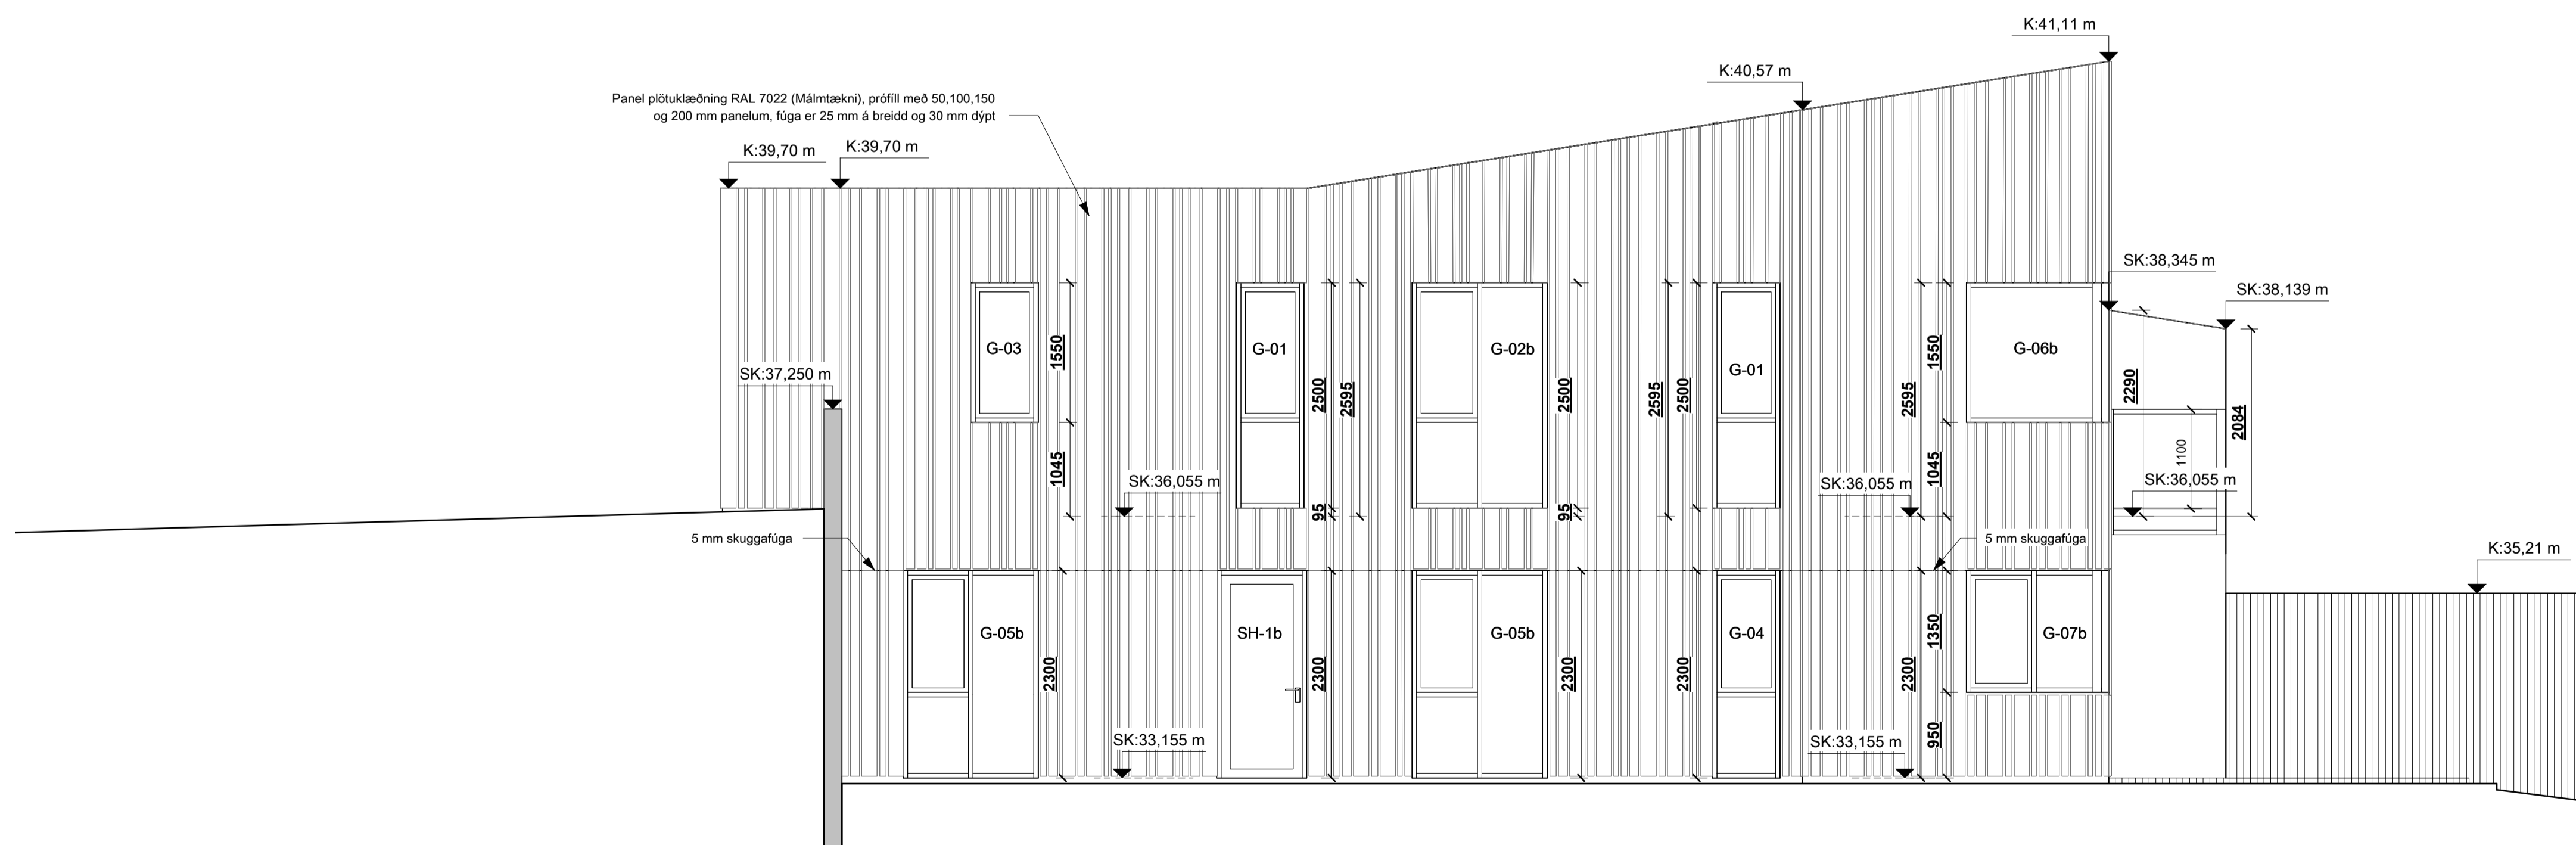 K:41,11 m
K:40,57 m
Panel plötuklæðning RAL 7022 (Málmtækni), prófíll með 50,100,150
og 200 mm panelum, fúga er 25 mm á breidd og 30 mm dýpt
K:39,70 m
K:39,70 m
SK:38,345 m
SK:38,139 m
G-03
G-01
G-02b
G-01
G-06b
1550
1550
SK:37,250 m
2500
2595
2500
2595
2500
2595
2290
2084
1100
1045
1045
SK:36,055 m
SK:36,055 m
SK:36,055 m
95
95
5 mm skuggafúga
5 mm skuggafúga
K:35,21 m
G-05b
SH-1b
G-05b
G-04
G-07b
1350
2300
2300
2300
2300
2300
950
SK:33,155 m
SK:33,155 m